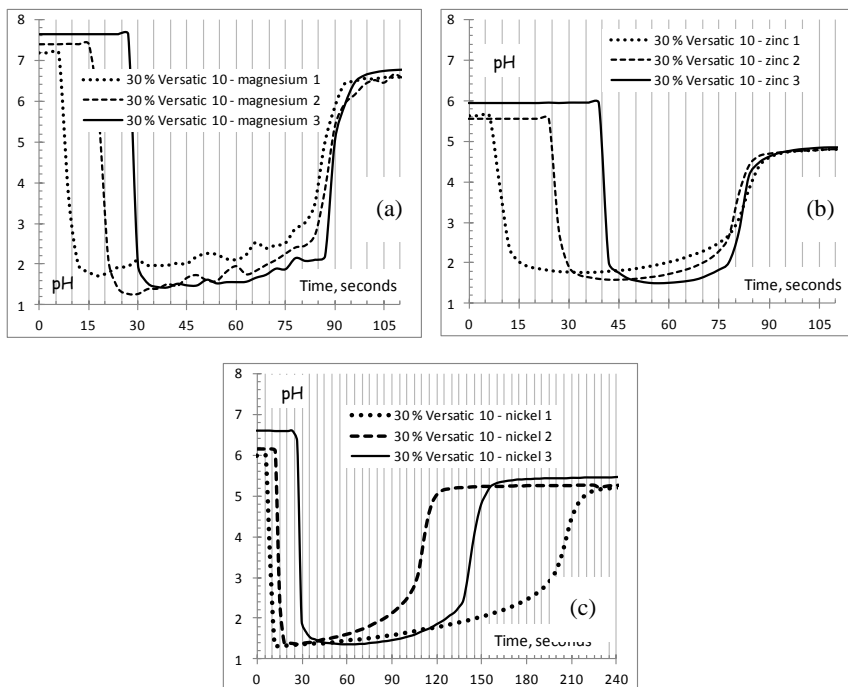 8
7
6
5
4
3
2
1
30 % Versatic 10 - magnesium 1
30 % Versatic 10 - magnesium 2
30 % Versatic 10 - magnesium 3
(a)
pH
Time, seconds
0 15 30 45 60 75 90 105
8
7
6
5
4
3
2
1
pH
30 % Versatic 10 - zinc 1
30 % Versatic 10 - zinc 2
30 % Versatic 10 - zinc 3
(b)
Time, seconds
0 15 30 45 60 75 90 105
8
7
6
5
4
3
2
1
pH
30 % Versatic 10 - nickel 1
30 % Versatic 10 - nickel 2
30 % Versatic 10 - nickel 3
(c)
Time, seconds
0 30 60 90 120 150 180 210 240